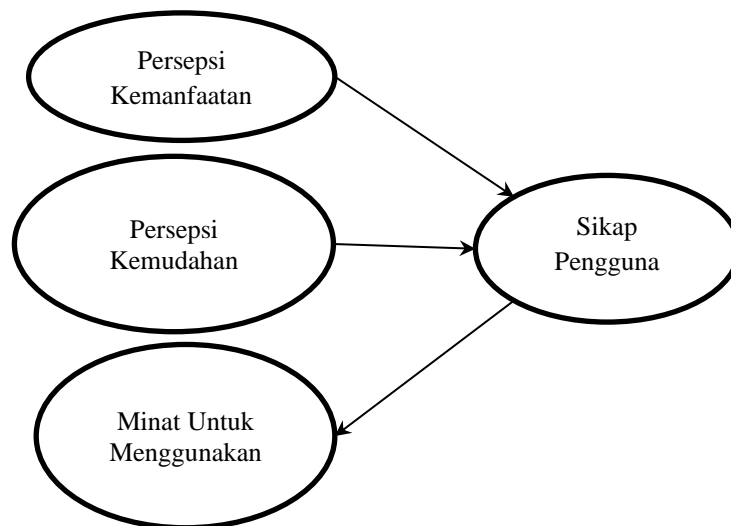 Persepsi
Kemanfaatan
Persepsi
Kemudahan
Sikap
Pengguna
Minat Untuk
Menggunakan